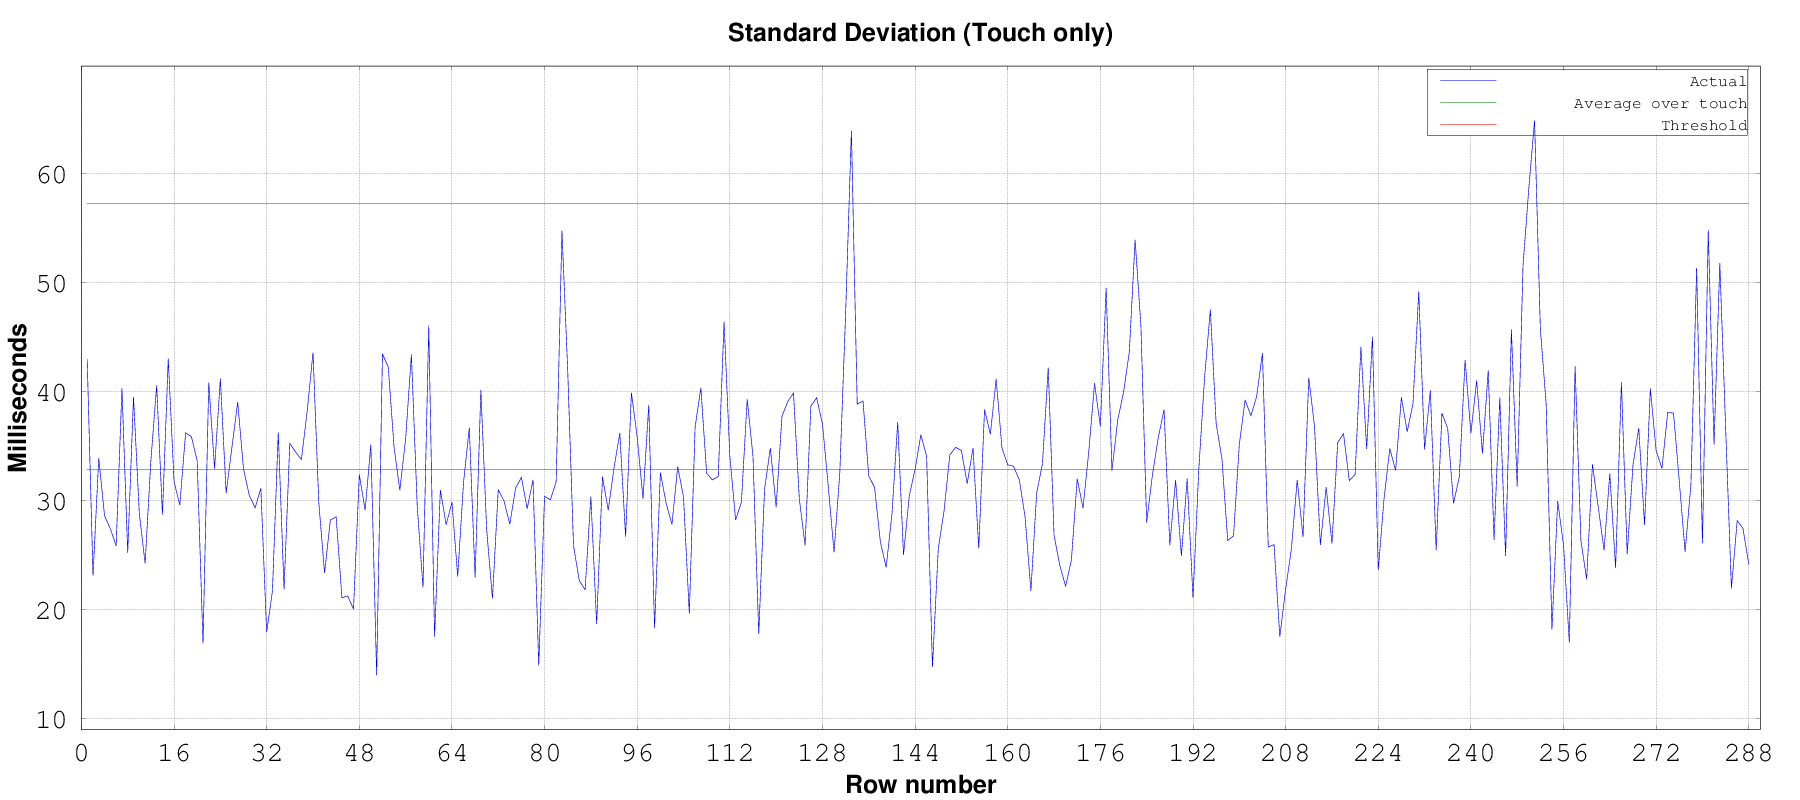 Standard Deviation (Touch only)
Actual
Average over touch
Threshold
60
50
40
30
20
10
Milliseconds
0 16 32 48 64 80 96 112 128 144 160 176 192 208 224 240 256 272 288
Row number